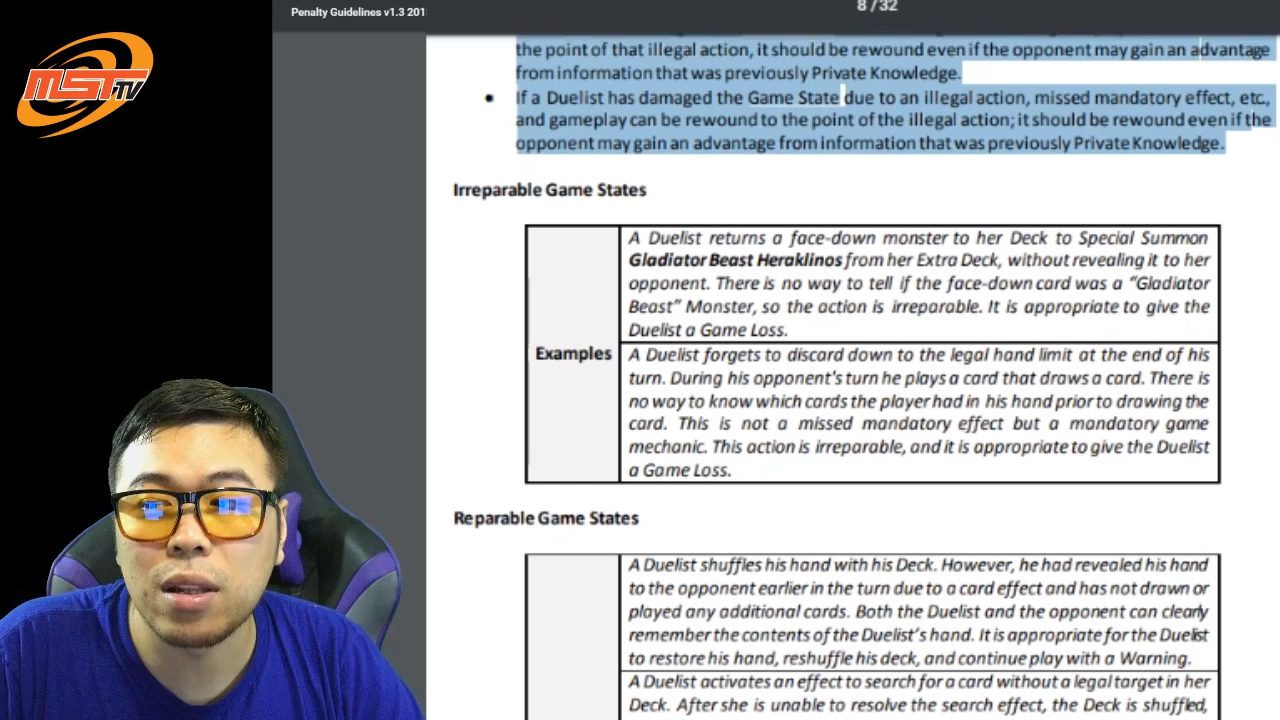 Penalty Guidelines v1.3 201
8 / 32
MST TV
the point of that illegal action, it should be rewound even if the opponent may gain an advantage
from information that was previously Private Knowledge.
• If a Duelist has damaged the Game State due to an illegal action, missed mandatory effect, etc.,
and gameplay can be rewound to the point of the illegal action; it should be rewound even if the
opponent may gain an advantage from information that was previously Private Knowledge.
Irreparable Game States
Examples
A Duelist returns a face-down monster to her Deck to Special Summon
Gladiator Beast Heraklinos from her Extra Deck, without revealing it to her
opponent. There is no way to tell if the face-down card was a “Gladiator
Beast” Monster, so the action is irreparable. It is appropriate to give the
Duelist a Game Loss.
A Duelist forgets to discard down to the legal hand limit at the end of his
turn. During his opponent's turn he plays a card that draws a card. There is
no way to know which cards the player had in his hand prior to drawing the
card. This is not a missed mandatory effect but a mandatory game
mechanic. This action is irreparable, and it is appropriate to give the Duelist
a Game Loss.
Reparable Game States
A Duelist shuffles his hand with his Deck. However, he had revealed his hand
to the opponent earlier in the turn due to a card effect and has not drawn or
played any additional cards. Both the Duelist and the opponent can clearly
remember the contents of the Duelist’s hand. It is appropriate for the Duelist
to restore his hand, reshuffle his deck, and continue play with a Warning.
A Duelist activates an effect to search for a card without a legal target in her
Deck. After she is unable to resolve the search effect, the Deck is shuffled,